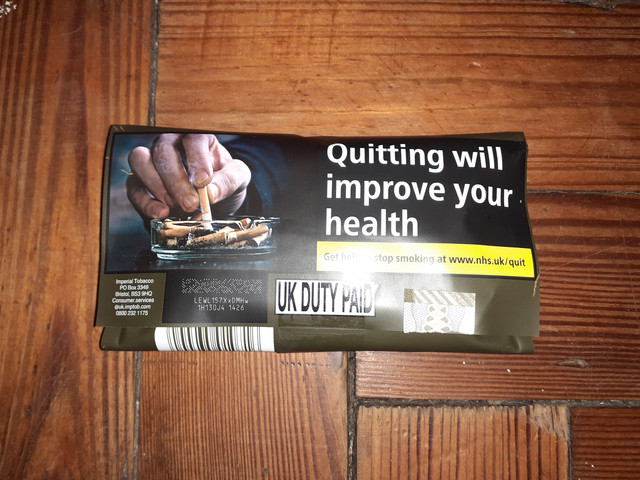 Quitting will
improve your
health
Get help to stop smoking at www.nhs.uk/quit
Imperial Tobacco
PO Box 3349
Bristol, BS3 9HQ
Consumer.services
@uk.imptob.com
0800 232 1175
LEWL157XxDMHw
1H130J4 1426
UK DUTY PAID